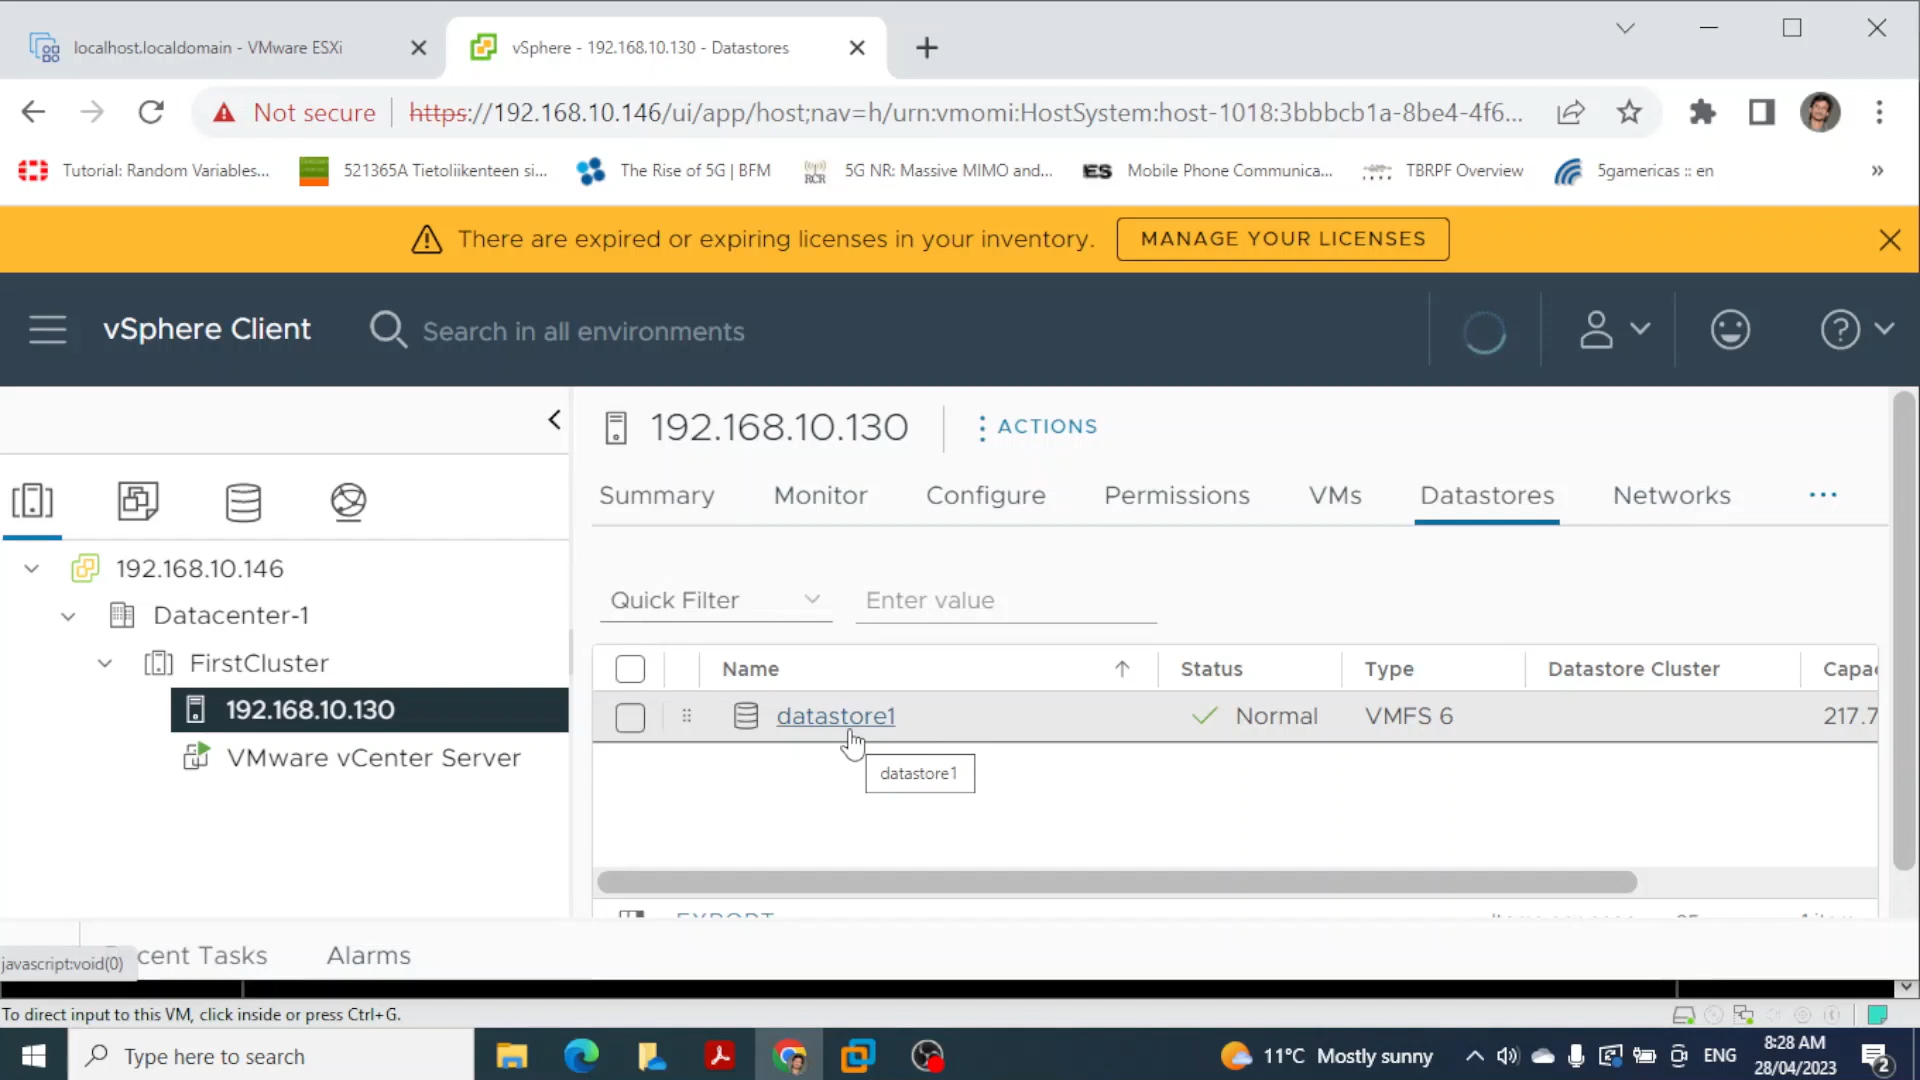 localhost.localdomain - VMware ESXi
vSphere - 192.168.10.130 - Datastores
Not secure
https://192.168.10.146/ui/app/host;nav=h/urn:vmomi:HostSystem:host-1018:3bbbcb1a-8be4-4f6...
Tutorial: Random Variables...
521365A Tietoliikenteen si...
The Rise of 5G | BFM
RCR
5G NR: Massive MIMO and...
ES
Mobile Phone Communica...
TBRPF Overview
5gamericas :: en
»
There are expired or expiring licenses in your inventory.
MANAGE YOUR LICENSES
vSphere Client
Search in all environments
192.168.10.130
ACTIONS
Summary
Monitor
Configure
Permissions
VMs
Datastores
Networks
192.168.10.146
Datacenter-1
FirstCluster
192.168.10.130
VMware vCenter Server
Quick Filter
Enter value
Name
Status
Type
Datastore Cluster
Capac
datastore1
Normal
VMFS 6
217.7
datastore1
EXPORT
cent Tasks
Alarms
javascript:void(0)
To direct input to this VM, click inside or press Ctrl+G.
Type here to search
11°C Mostly sunny
ENG
8:28 AM
28/04/2023
2